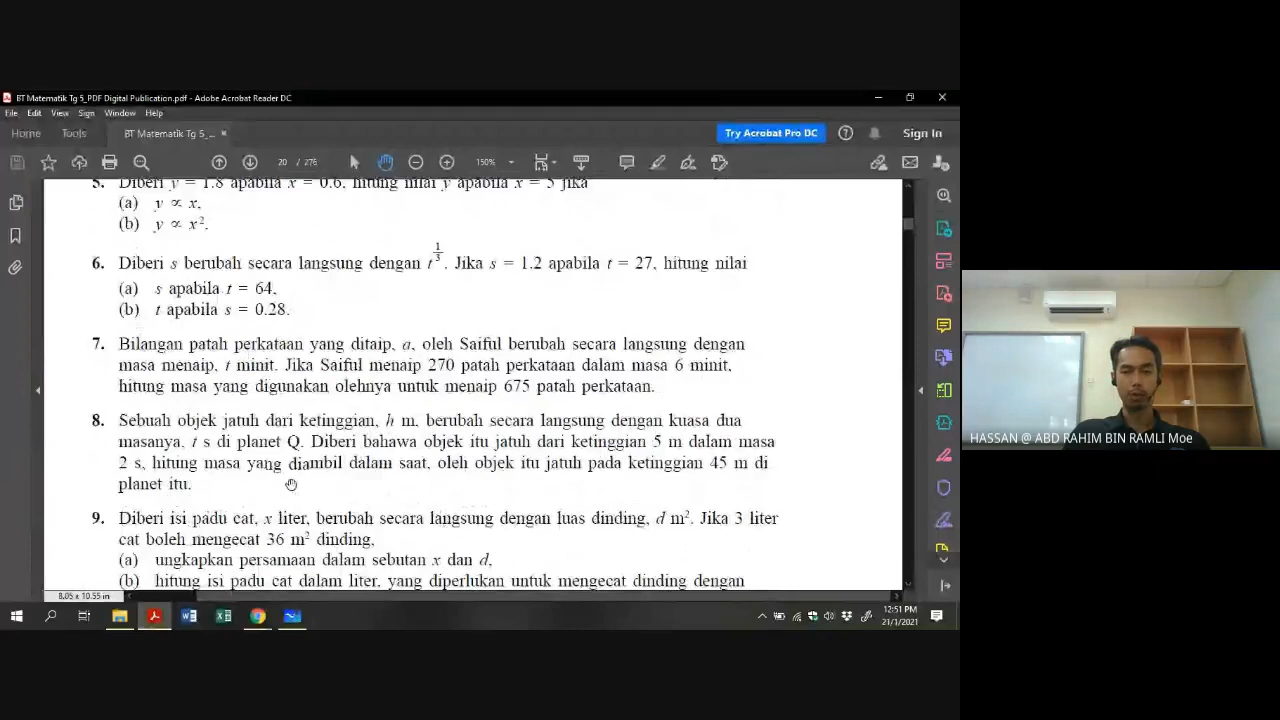 BT Matematik Tg 5_PDF Digital Publication.pdf - Adobe Acrobat Reader DC
File Edit View Sign Window Help
Home Tools BT Matematik Tg 5_... × Try Acrobat Pro DC Sign In
20 / 276 150%
5. Diberi y = 1.8 apabila x = 0.6, hitung nilai y apabila x = 5 jika
(a) y ∝ x,
(b) y ∝ x².
6. Diberi s berubah secara langsung dengan t^(1/3). Jika s = 1.2 apabila t = 27, hitung nilai
(a) s apabila t = 64,
(b) t apabila s = 0.28.
7. Bilangan patah perkataan yang ditaip, a, oleh Saiful berubah secara langsung dengan
masa menaip, t minit. Jika Saiful menaip 270 patah perkataan dalam masa 6 minit,
hitung masa yang digunakan olehnya untuk menaip 675 patah perkataan.
8. Sebuah objek jatuh dari ketinggian, h m, berubah secara langsung dengan kuasa dua
masanya, t s di planet Q. Diberi bahawa objek itu jatuh dari ketinggian 5 m dalam masa
2 s, hitung masa yang diambil dalam saat, oleh objek itu jatuh pada ketinggian 45 m di
planet itu.
9. Diberi isi padu cat, x liter, berubah secara langsung dengan luas dinding, d m². Jika 3 liter
cat boleh mengecat 36 m² dinding,
(a) ungkapkan persamaan dalam sebutan x dan d,
(b) hitung isi padu cat dalam liter, yang diperlukan untuk mengecat dinding dengan
8.05 x 10.55 in
12:51 PM
21/1/2021
HASSAN @ ABD RAHIM BIN RAMLI Moe